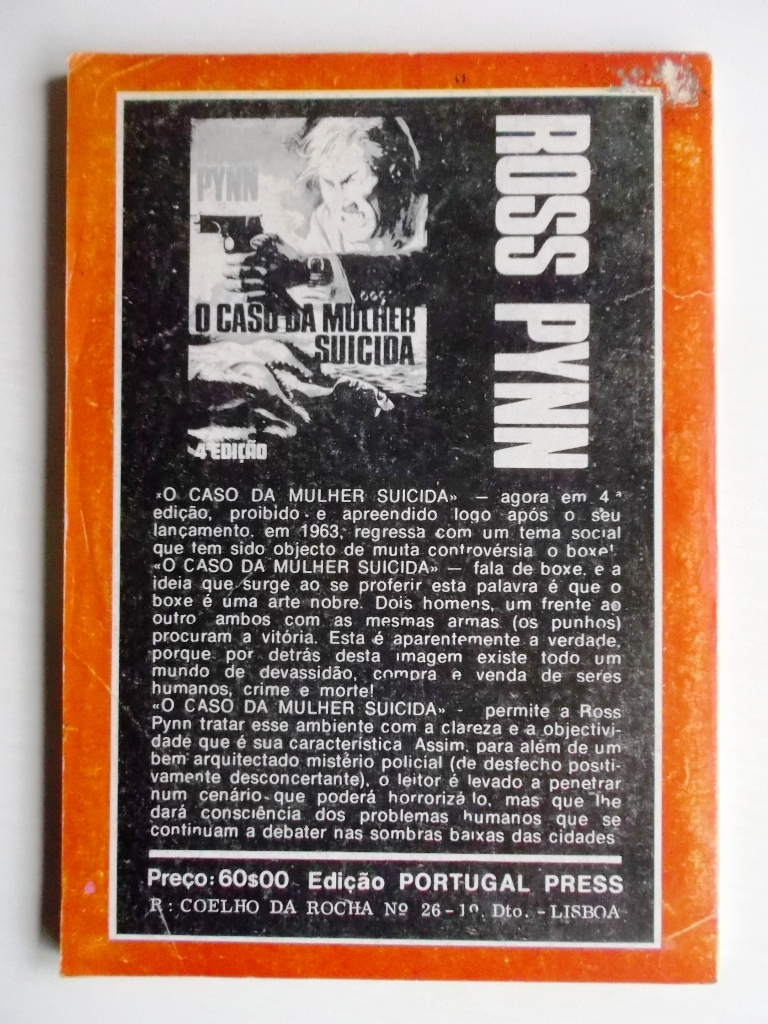 PYNN
O CASO DA MULHER
SUICIDA
4ª EDIÇÃO
ROSS PYNN
«O CASO DA MULHER SUICIDA» — agora em 4.ª
edição, proibido e apreendido logo após o seu
lançamento, em 1963, regressa com um tema social
que tem sido objecto de muita controvérsia o boxe!
«O CASO DA MULHER SUICIDA» — fala de boxe, e a
ideia que surge ao se proferir esta palavra é que o
boxe é uma arte nobre. Dois homens, um frente ao
outro ambos com as mesmas armas (os punhos)
procuram a vitória. Esta é aparentemente a verdade,
porque por detrás desta imagem existe todo um
mundo de devassidão, compra e venda de seres
humanos, crime e morte!
«O CASO DA MULHER SUICIDA» - permite a Ross
Pynn tratar esse ambiente com a clareza e a objectivi-
dade que é sua característica Assim, para além de um
bem arquitectado mistério policial (de desfecho positi-
vamente desconcertante), o leitor é levado a penetrar
num cenário que poderá horrorizá lo, mas que lhe
dará consciência dos problemas humanos que se
continuam a debater nas sombras baixas das cidades
Preço: 60$00 Edição PORTUGAL PRESS
R: COELHO DA ROCHA Nº 26-1º. Dto. - LISBOA